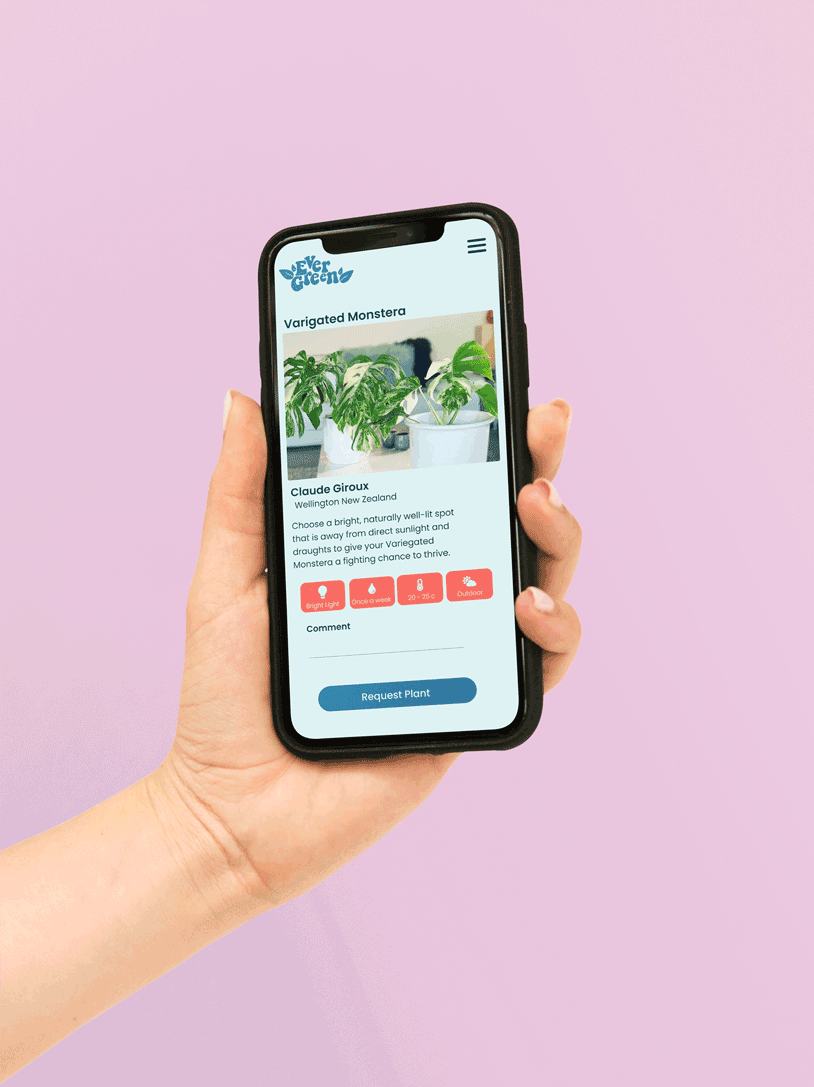 Ever
Green
Varigated Monstera
Claude Giroux
Wellington New Zealand
Choose a bright, naturally well-lit spot
that is away from direct sunlight and
draughts to give your Variegated
Monstera a fighting chance to thrive.
Bright Light
Once a week
20 - 25 c
Outdoor
Comment
Request Plant